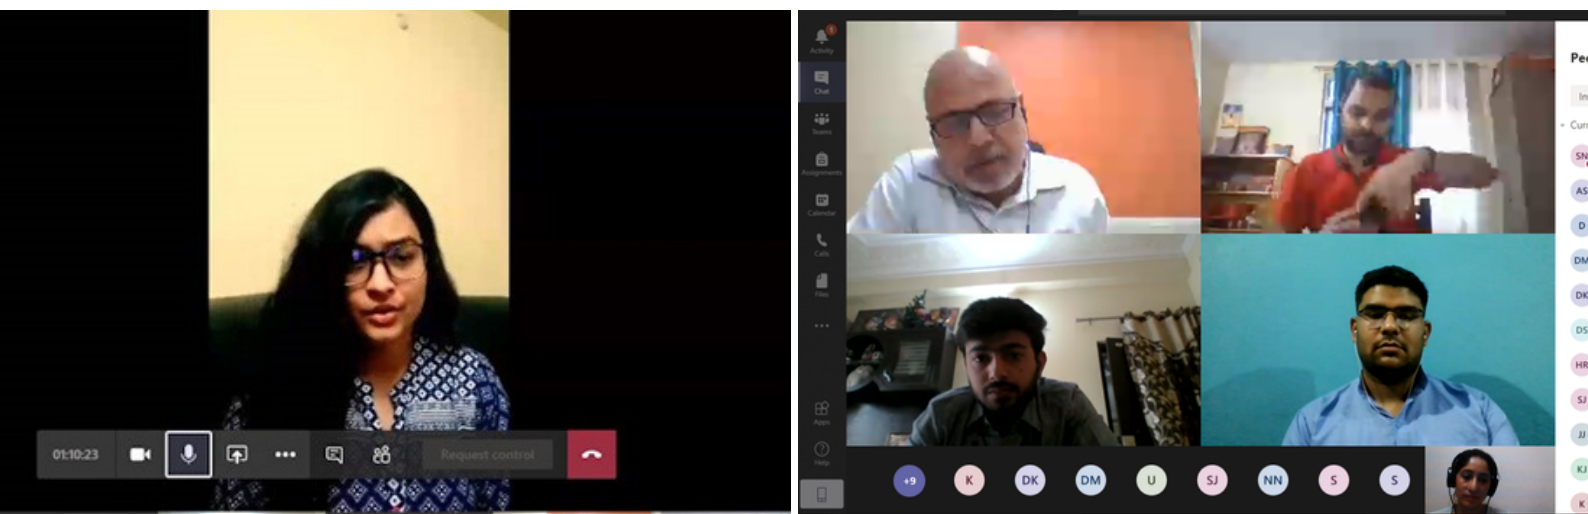 01:10:23
Request control
Activity
1
Chat
Teams
Assignments
Calendar
Calls
Files
Apps
Help
+9
K
DK
DM
U
SJ
NN
S
S
SN
AS
D
DM
DK
DS
HR
SJ
JJ
KJ
K